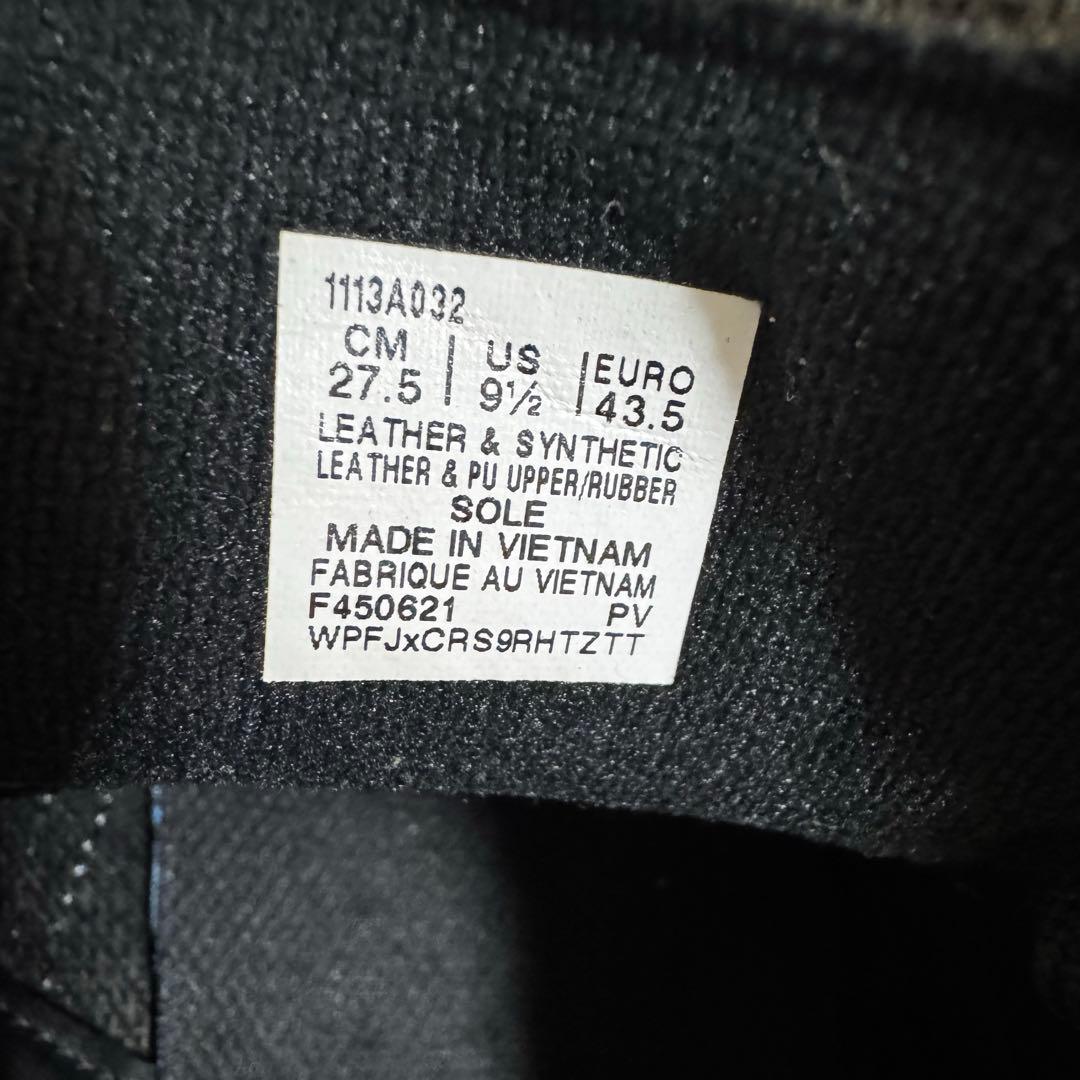 1113A032
CM | US | EURO
27.5 | 9½ | 43.5
LEATHER & SYNTHETIC
LEATHER & PU UPPER/RUBBER
SOLE
MADE IN VIETNAM
FABRIQUE AU VIETNAM
F450621 PV
WPFJxCRS9RHTZTT